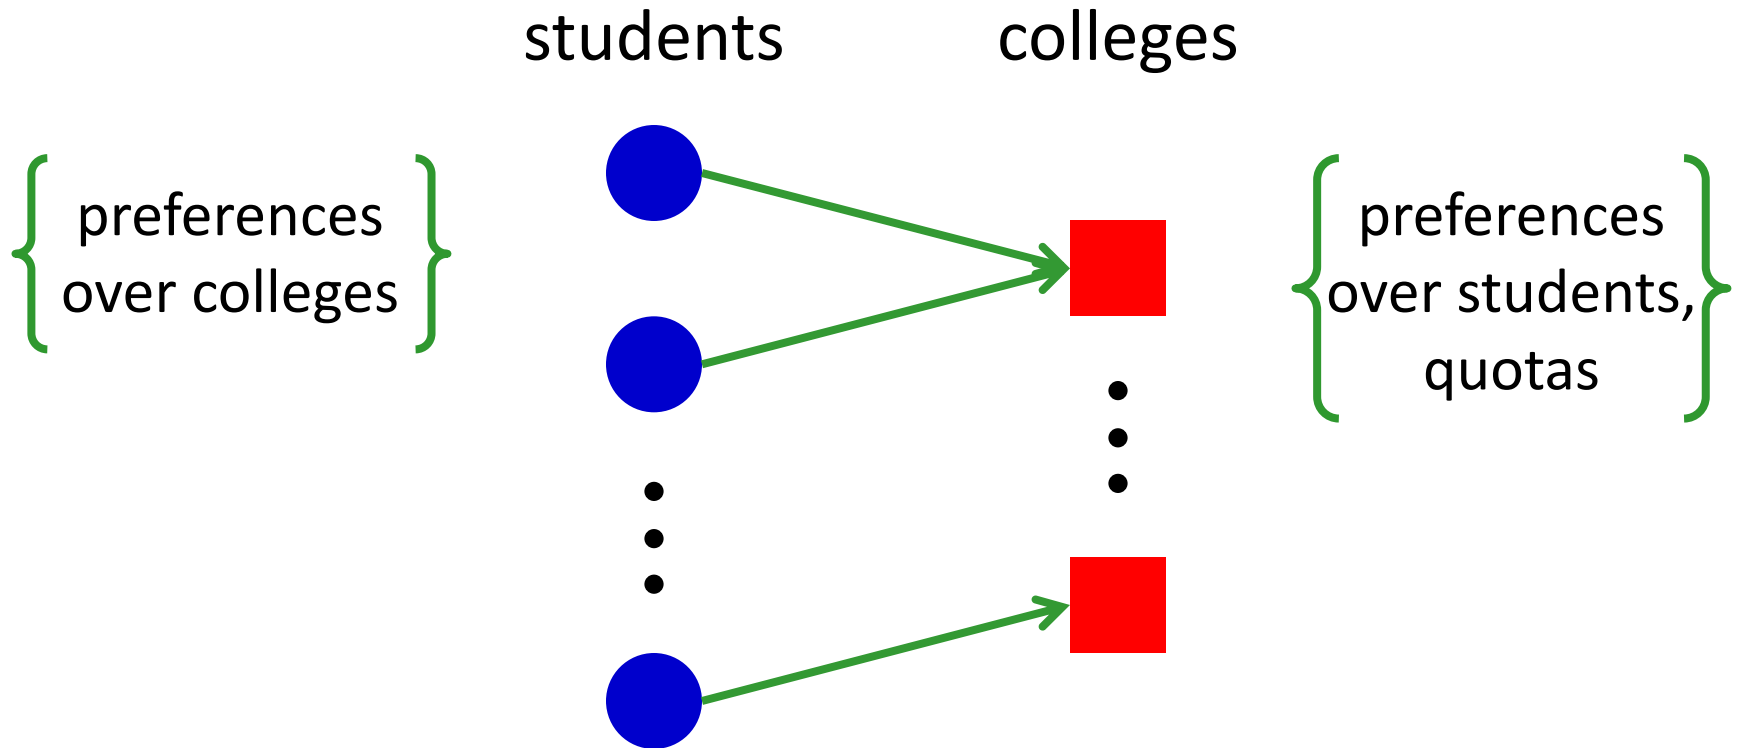 students
colleges
preferences
over colleges
preferences
over students,
quotas